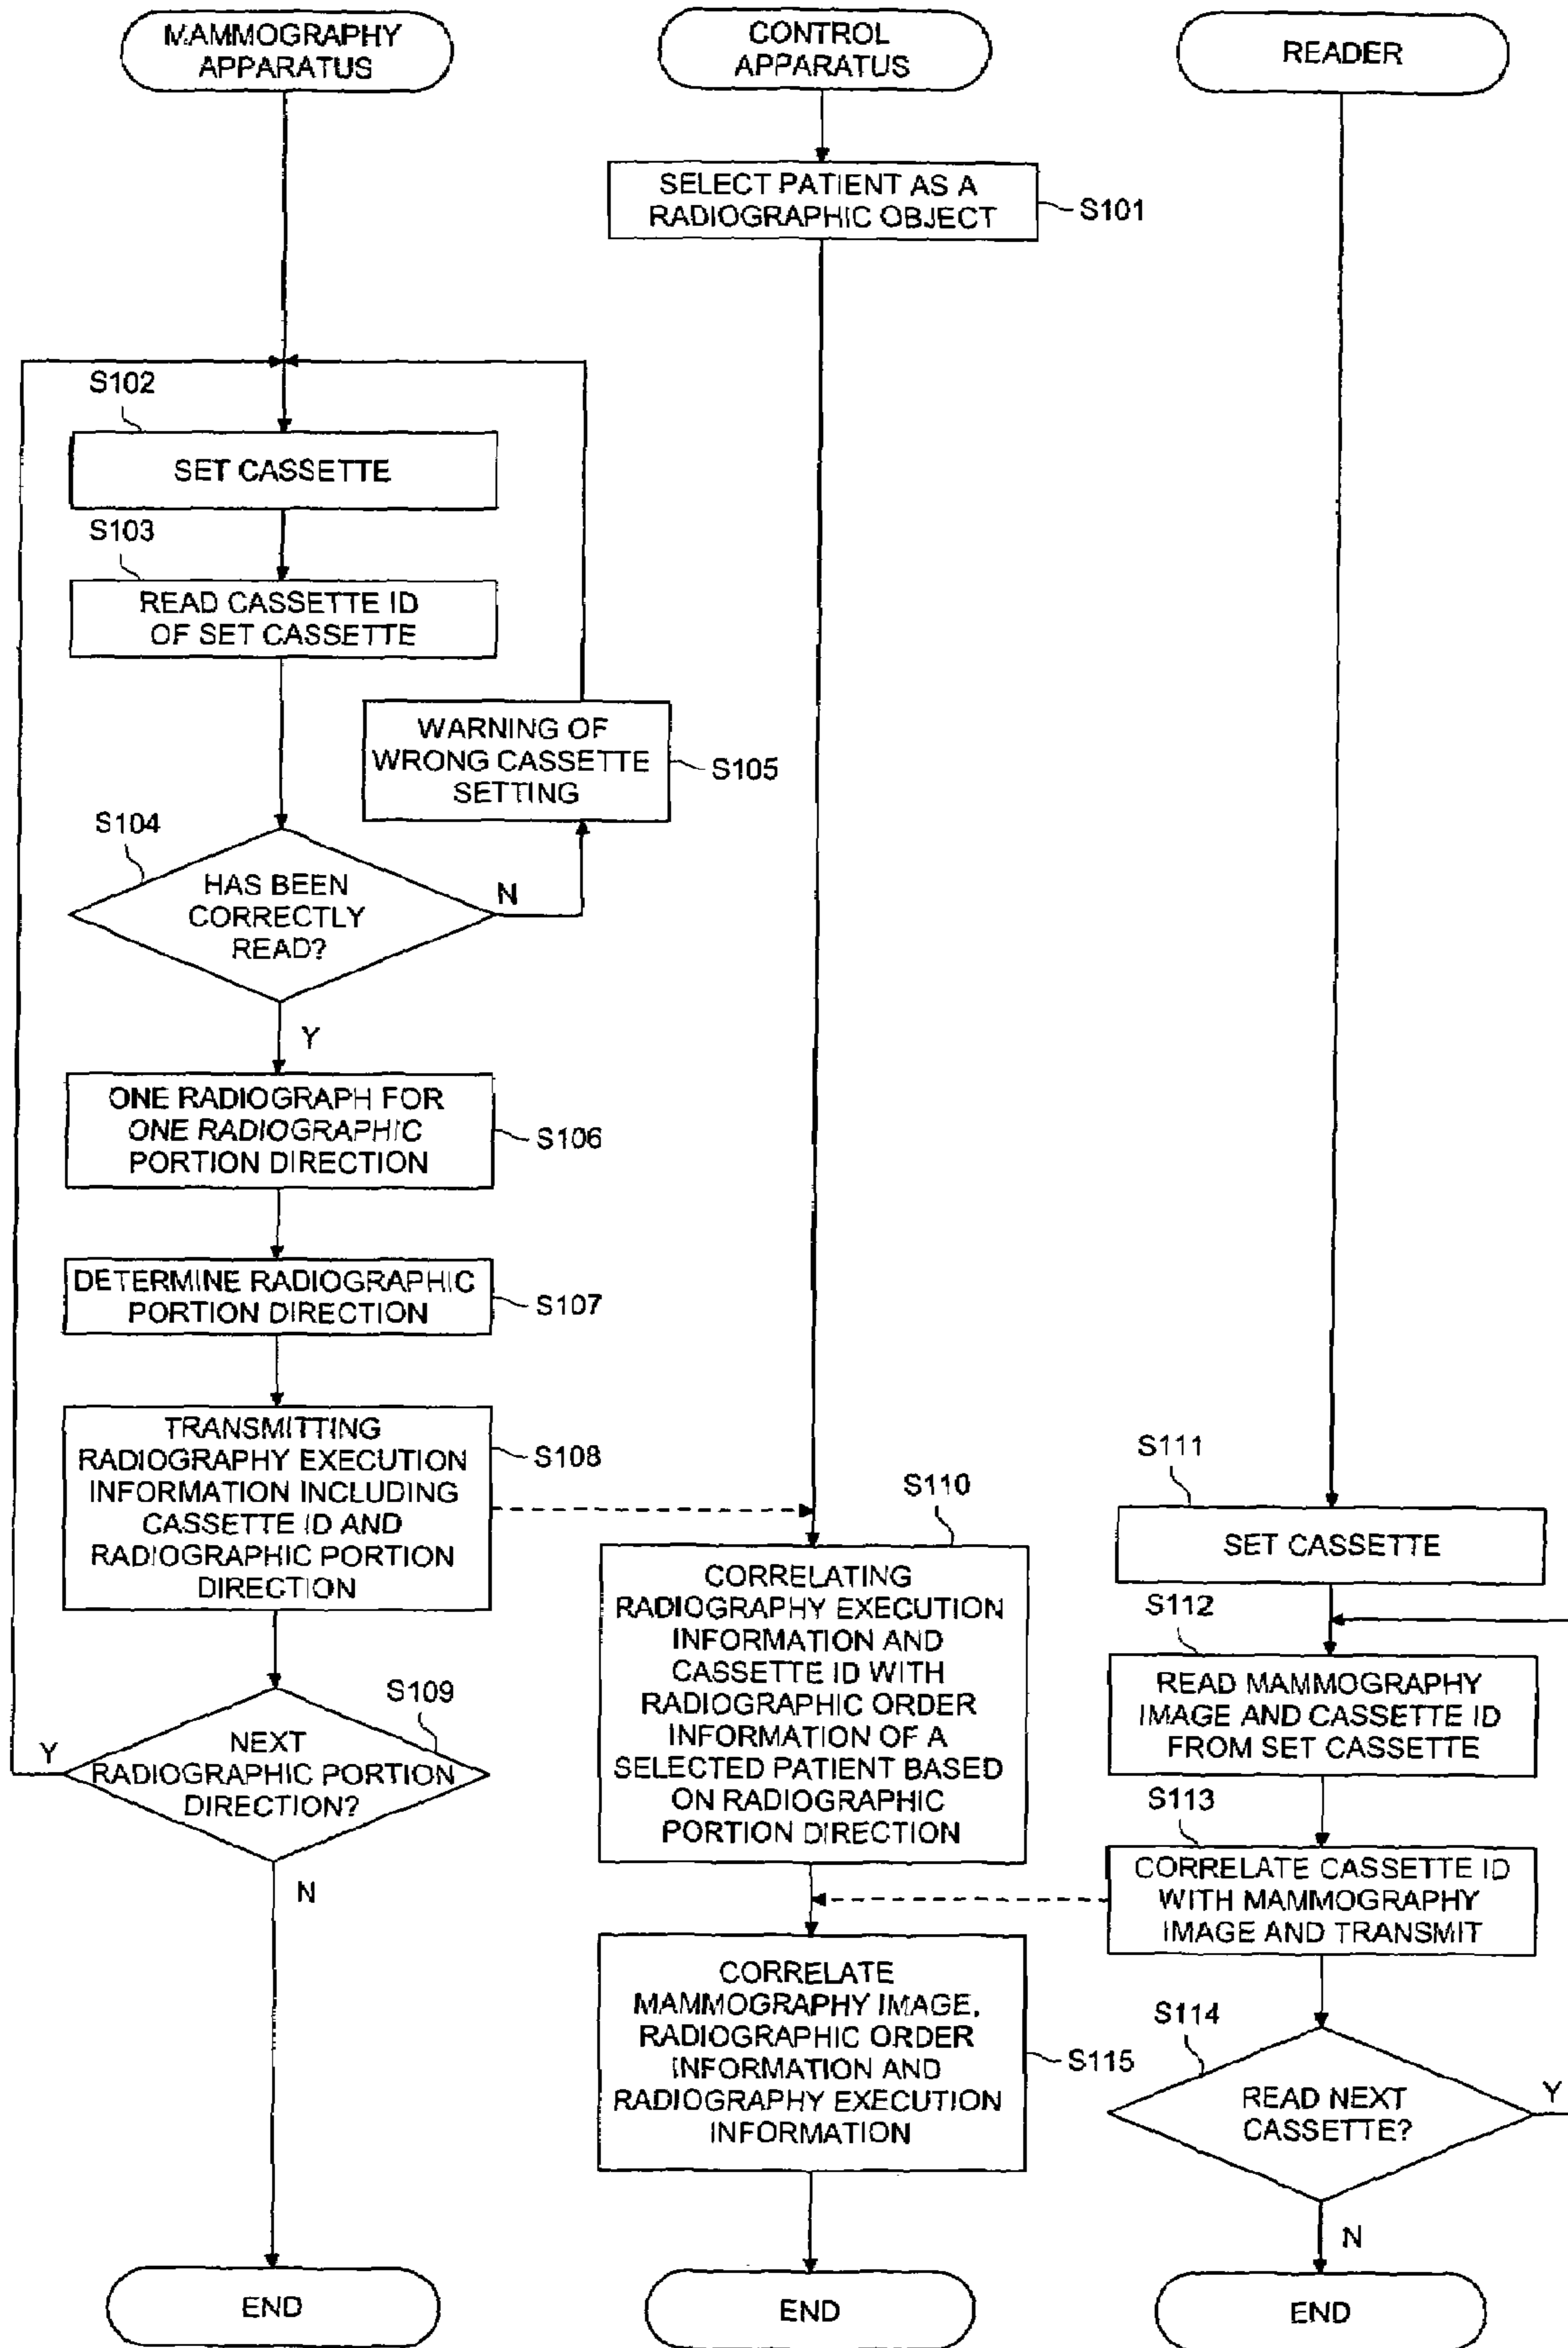 MAMMOGRAPHY
APPARATUS
CONTROL
APPARATUS
READER
SELECT PATIENT AS A
RADIOGRAPHIC OBJECT
S101
S102
SET CASSETTE
S103
READ CASSETTE ID
OF SET CASSETTE
WARNING OF
WRONG CASSETTE
SETTING
S105
S104
HAS BEEN
CORRECTLY
READ?
N
Y
ONE RADIOGRAPH FOR
ONE RADIOGRAPHIC
PORTION DIRECTION
S106
DETERMINE RADIOGRAPHIC
PORTION DIRECTION
S107
TRANSMITTING
RADIOGRAPHY EXECUTION
INFORMATION INCLUDING
CASSETTE ID AND
RADIOGRAPHIC PORTION
DIRECTION
S108
S109
NEXT
RADIOGRAPHIC PORTION
DIRECTION?
Y
N
END
S110
CORRELATING
RADIOGRAPHY EXECUTION
INFORMATION AND
CASSETTE ID WITH
RADIOGRAPHIC ORDER
INFORMATION OF A
SELECTED PATIENT BASED
ON RADIOGRAPHIC
PORTION DIRECTION
CORRELATE
MAMMOGRAPHY IMAGE,
RADIOGRAPHIC ORDER
INFORMATION AND
RADIOGRAPHY EXECUTION
INFORMATION
S115
END
S111
SET CASSETTE
S112
READ MAMMOGRAPHY
IMAGE AND CASSETTE ID
FROM SET CASSETTE
S113
CORRELATE CASSETTE ID
WITH MAMMOGRAPHY
IMAGE AND TRANSMIT
S114
READ NEXT
CASSETTE?
Y
N
END